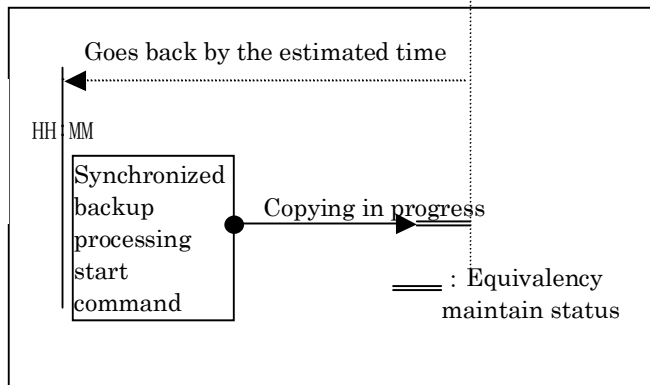 Goes back by the estimated time
HH:MM
Synchronized
backup
processing
start
command
Copying in progress
: Equivalency
maintain status